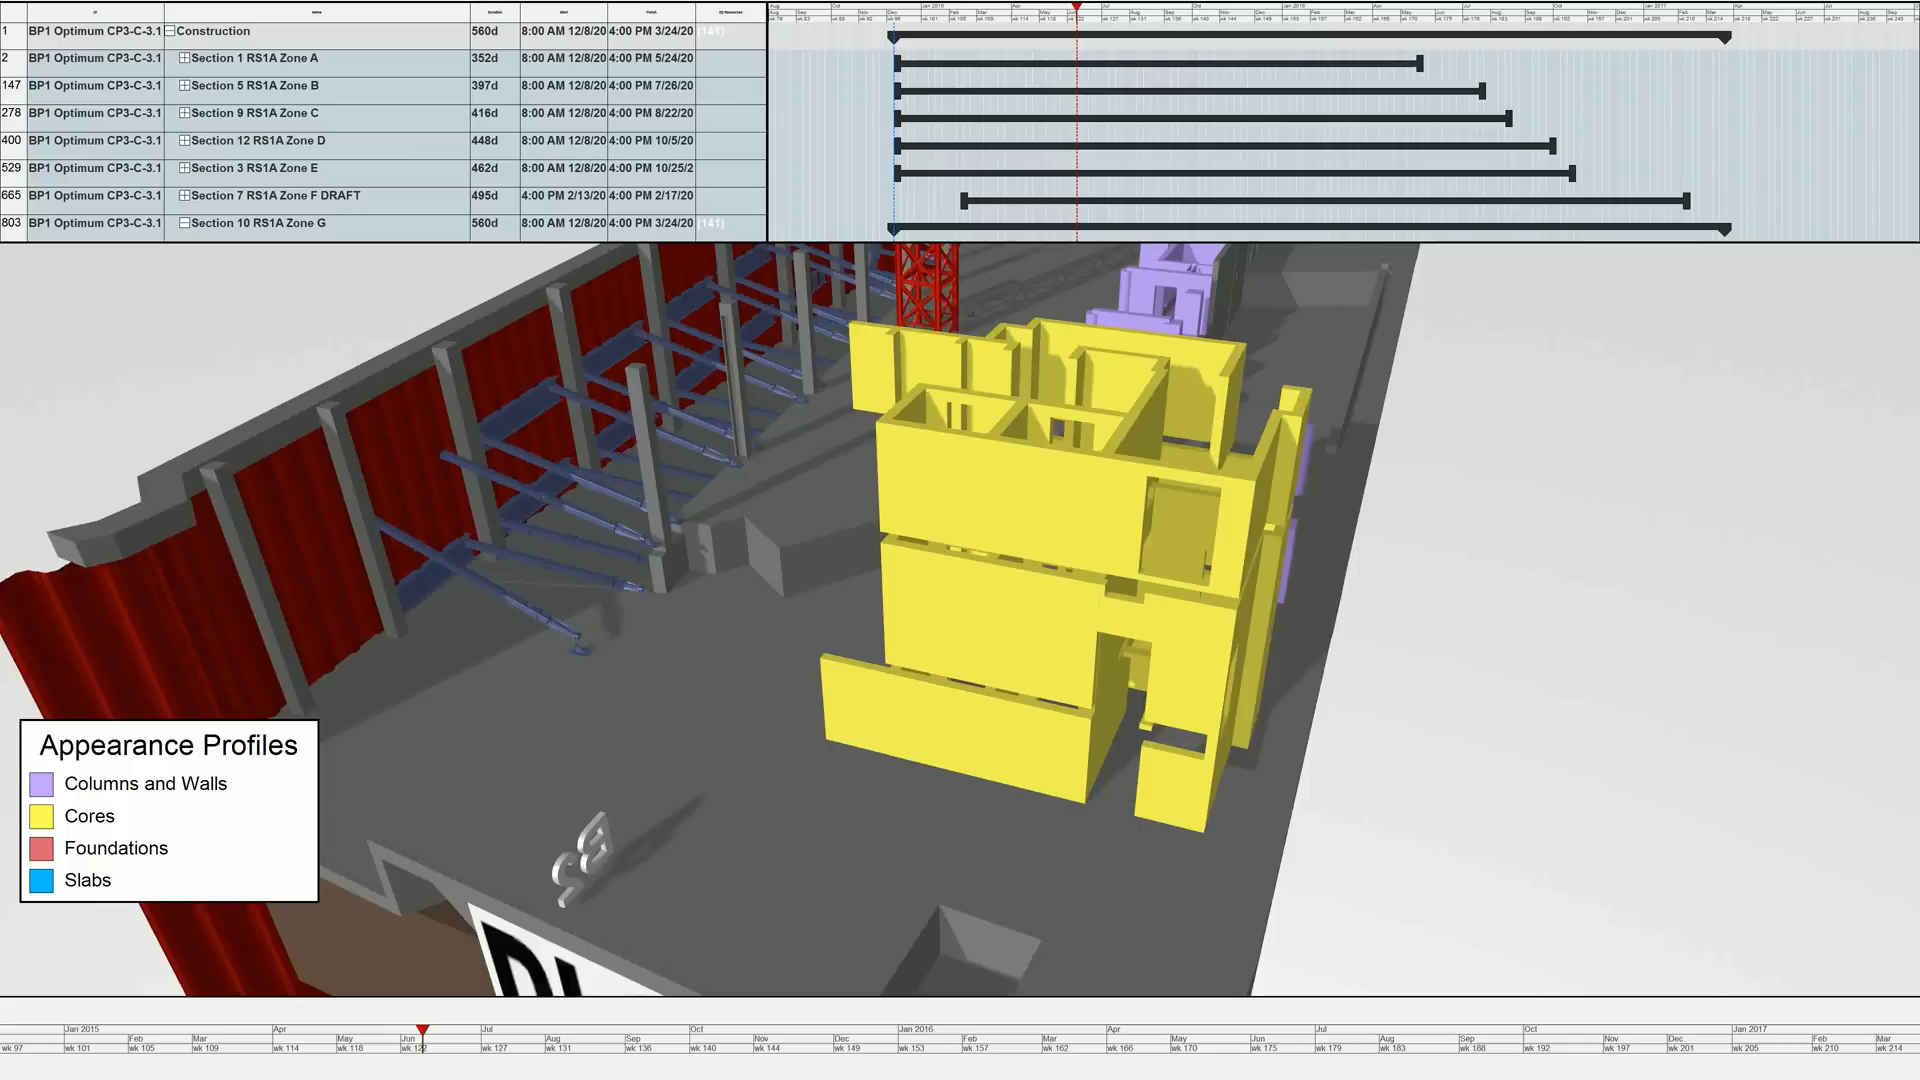 ID Name Duration Start Finish 3D Resources
1 BP1 Optimum CP3-C-3.1 Construction 560d 8:00 AM 12/8/20 4:00 PM 3/24/20 (141)
2 BP1 Optimum CP3-C-3.1 Section 1 RS1A Zone A 352d 8:00 AM 12/8/20 4:00 PM 5/24/20
147 BP1 Optimum CP3-C-3.1 Section 5 RS1A Zone B 397d 8:00 AM 12/8/20 4:00 PM 7/26/20
278 BP1 Optimum CP3-C-3.1 Section 9 RS1A Zone C 416d 8:00 AM 12/8/20 4:00 PM 8/22/20
400 BP1 Optimum CP3-C-3.1 Section 12 RS1A Zone D 448d 8:00 AM 12/8/20 4:00 PM 10/5/20
529 BP1 Optimum CP3-C-3.1 Section 3 RS1A Zone E 462d 8:00 AM 12/8/20 4:00 PM 10/25/2
665 BP1 Optimum CP3-C-3.1 Section 7 RS1A Zone F DRAFT 495d 4:00 PM 2/13/20 4:00 PM 2/17/20
803 BP1 Optimum CP3-C-3.1 Section 10 RS1A Zone G 560d 8:00 AM 12/8/20 4:00 PM 3/24/20 (141)
Appearance Profiles
Columns and Walls
Cores
Foundations
Slabs
B2
Jan 2015 Apr Jul Oct Jan 2016 Apr Jul Oct Jan 2017
Feb Mar May Jun Aug Sep Nov Dec Feb Mar May Jun Aug Sep Nov Dec Feb Mar
wk 97 wk 101 wk 105 wk 109 wk 114 wk 118 wk 122 wk 127 wk 131 wk 136 wk 140 wk 144 wk 149 wk 153 wk 157 wk 162 wk 166 wk 170 wk 175 wk 179 wk 183 wk 188 wk 192 wk 197 wk 201 wk 205 wk 210 wk 214